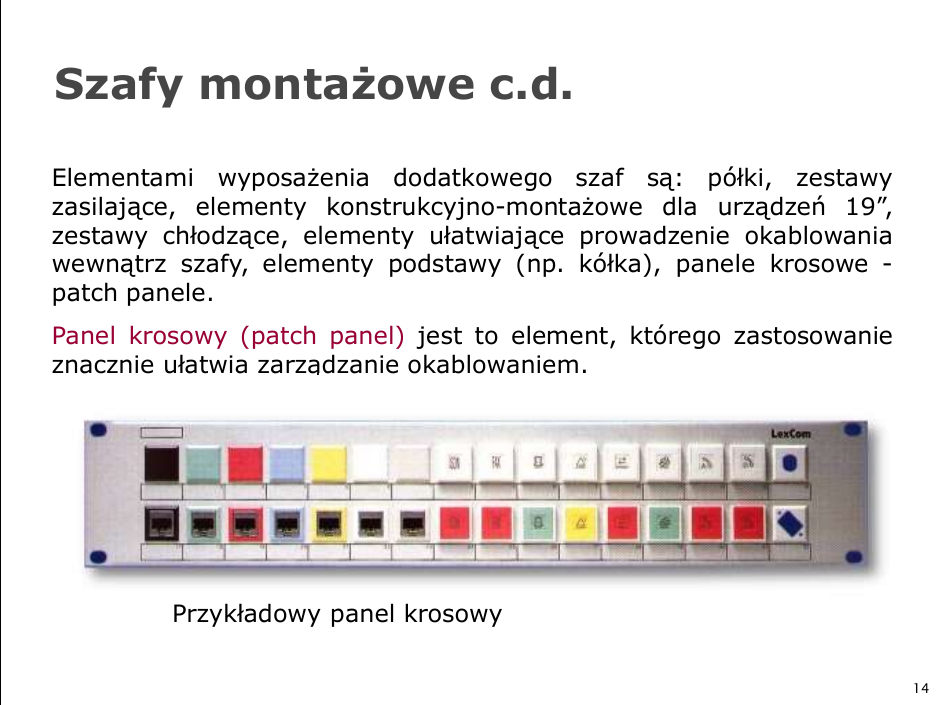 Szafy montażowe c.d.
Elementami wyposażenia dodatkowego szaf są: półki, zestawy
zasilające, elementy konstrukcyjno-montażowe dla urządzeń 19”,
zestawy chłodzące, elementy ułatwiające prowadzenie okablowania
wewnątrz szafy, elementy podstawy (np. kółka), panele krosowe -
patch panele.
Panel krosowy (patch panel) jest to element, którego zastosowanie
znacznie ułatwia zarządzanie okablowaniem.
LexCom
Przykładowy panel krosowy
14